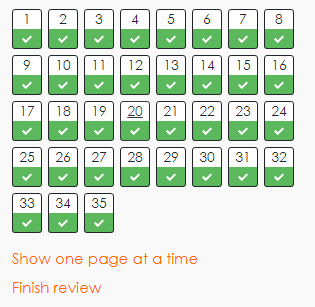 1 2 3 4 5 6 7 8
9 10 11 12 13 14 15 16
17 18 19 20 21 22 23 24
25 26 27 28 29 30 31 32
33 34 35
Show one page at a time
Finish review